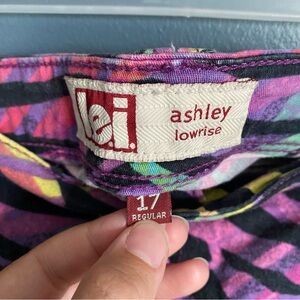 lei
ashley
lowrise
17
REGULAR